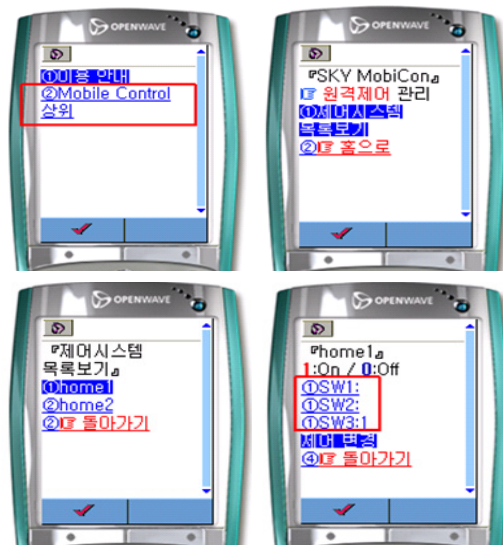 OPENWAVE
①이용 안내
②Mobile Control
상위
OPENWAVE
『SKY MobiCon』
☞ 원격제어 관리
①제어시스템
목록보기
②☞ 홈으로
OPENWAVE
『제어시스템
목록보기』
①home1
②home2
②☞ 돌아가기
OPENWAVE
『home1』
1:On / 0:Off
①SW1:
①SW2:
①SW3:1
제어 변경
④☞ 돌아가기